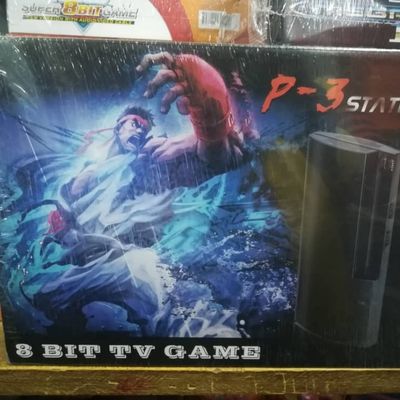 SUPER 8 BIT GAME
P-3 STATI
8 BIT TV GAME